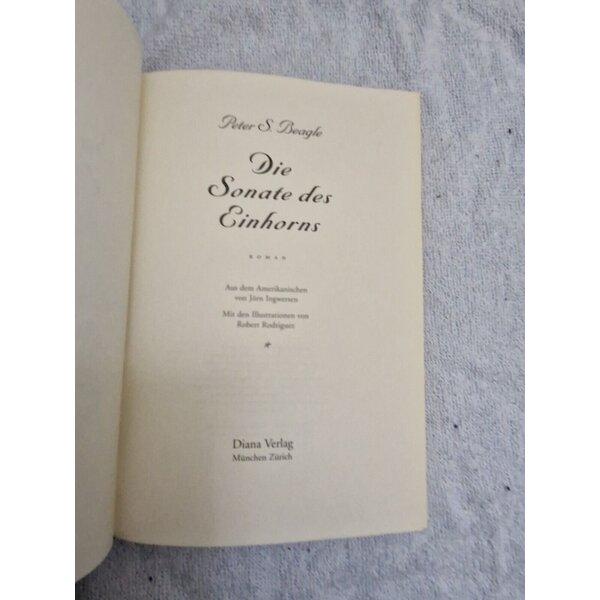 Peter S. Beagle
Die
Sonate des
Einhorns
ROMAN
Aus dem Amerikanischen
von Jörn Ingwersen
Mit den Illustrationen von
Robert Rodriguez
Diana Verlag
München Zürich